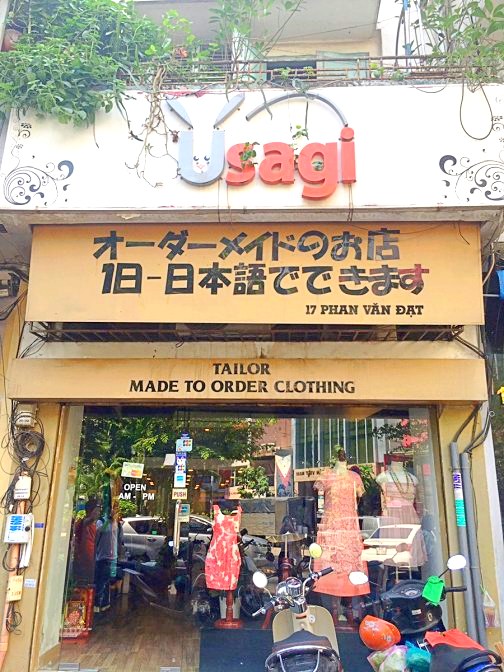 Usagi
オーダーメイドのお店
1日-日本語でできます
17 PHAN VĂN ĐẠT
TAILOR
MADE TO ORDER CLOTHING
OPEN
PUSH